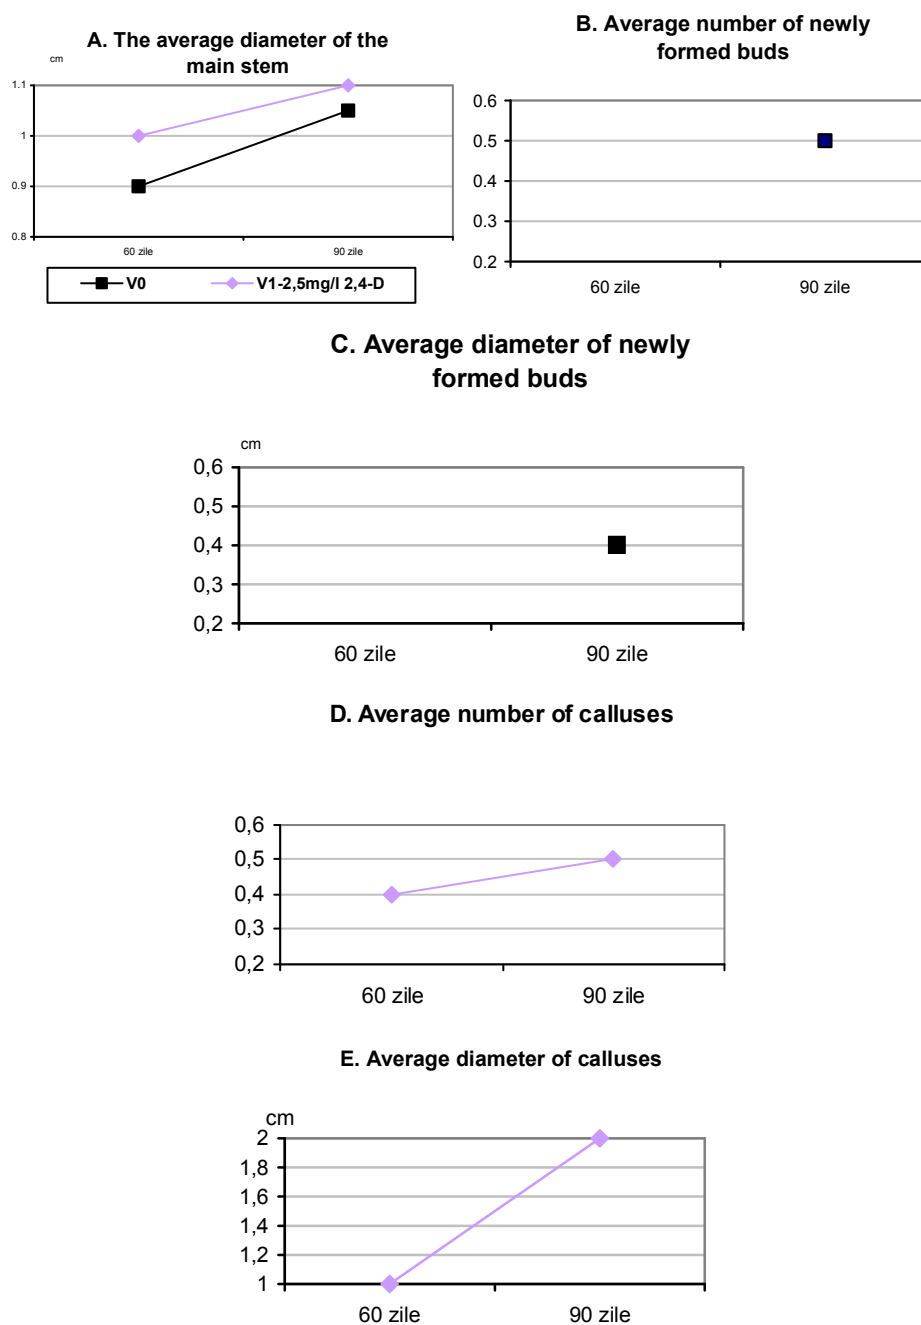 A. The average diameter of the
main stem
cm
1.1
1
0.9
0.8
60 zile 90 zile
V0 V1-2,5mg/l 2,4-D
B. Average number of newly
formed buds
0.6
0.5
0.4
0.3
0.2
60 zile 90 zile
C. Average diameter of newly
formed buds
cm
0,6
0,5
0,4
0,3
0,2
60 zile 90 zile
D. Average number of calluses
0,6
0,5
0,4
0,3
0,2
60 zile 90 zile
E. Average diameter of calluses
cm
2
1,8
1,6
1,4
1,2
1
60 zile 90 zile